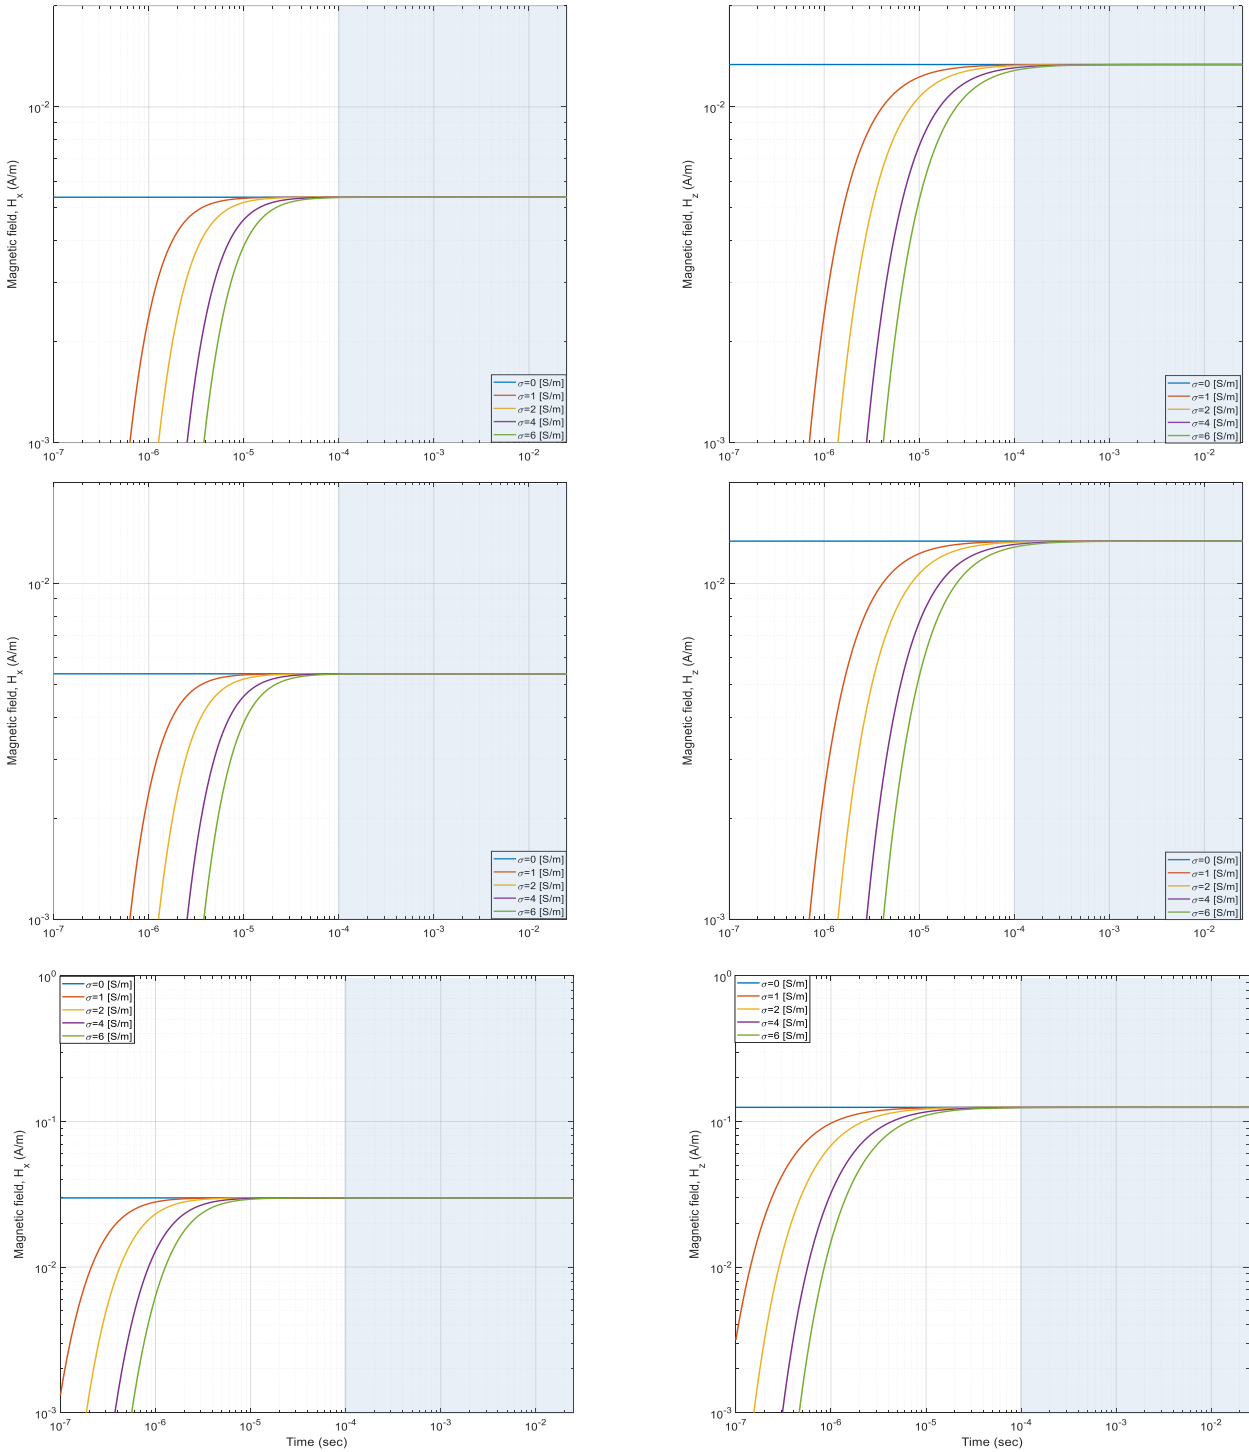 10^-2
10^-3
Magnetic field, H_x (A/m)
σ=0 [S/m]
σ=1 [S/m]
σ=2 [S/m]
σ=4 [S/m]
σ=6 [S/m]
10^-7 10^-6 10^-5 10^-4 10^-3 10^-2
10^-2
10^-3
Magnetic field, H_z (A/m)
σ=0 [S/m]
σ=1 [S/m]
σ=2 [S/m]
σ=4 [S/m]
σ=6 [S/m]
10^-7 10^-6 10^-5 10^-4 10^-3 10^-2
10^-2
10^-3
Magnetic field, H_x (A/m)
σ=0 [S/m]
σ=1 [S/m]
σ=2 [S/m]
σ=4 [S/m]
σ=6 [S/m]
10^-7 10^-6 10^-5 10^-4 10^-3 10^-2
10^-2
10^-3
Magnetic field, H_z (A/m)
σ=0 [S/m]
σ=1 [S/m]
σ=2 [S/m]
σ=4 [S/m]
σ=6 [S/m]
10^-7 10^-6 10^-5 10^-4 10^-3 10^-2
10^0
10^-1
10^-2
10^-3
Magnetic field, H_x (A/m)
σ=0 [S/m]
σ=1 [S/m]
σ=2 [S/m]
σ=4 [S/m]
σ=6 [S/m]
10^-7 10^-6 10^-5 10^-4 10^-3 10^-2
Time (sec)
10^0
10^-1
10^-2
10^-3
Magnetic field, H_z (A/m)
σ=0 [S/m]
σ=1 [S/m]
σ=2 [S/m]
σ=4 [S/m]
σ=6 [S/m]
10^-7 10^-6 10^-5 10^-4 10^-3 10^-2
Time (sec)